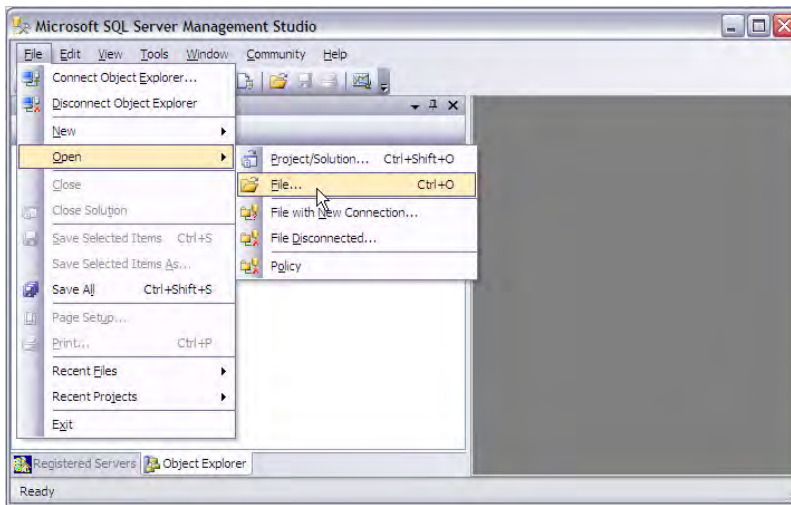 Microsoft SQL Server Management Studio
File Edit View Tools Window Community Help
Connect Object Explorer...
Disconnect Object Explorer
New
Open
Project/Solution... Ctrl+Shift+O
Close
File... Ctrl+O
Close Solution
File with New Connection...
Save Selected Items Ctrl+S
File Disconnected...
Save Selected Items As...
Policy
Save All Ctrl+Shift+S
Page Setup...
Print... Ctrl+P
Recent Files
Recent Projects
Exit
Registered Servers Object Explorer
Ready